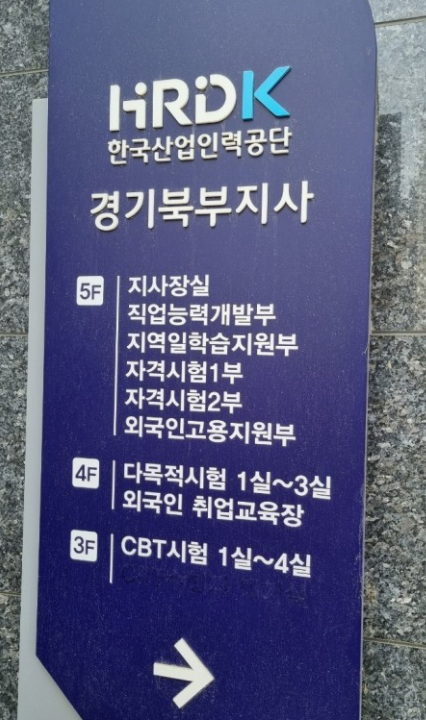 HRDK
한국산업인력공단
경기북부지사
5F
지사장실
직업능력개발부
지역일학습지원부
자격시험1부
자격시험2부
외국인고용지원부
4F
다목적시험 1실~3실
외국인 취업교육장
3F
CBT시험 1실~4실